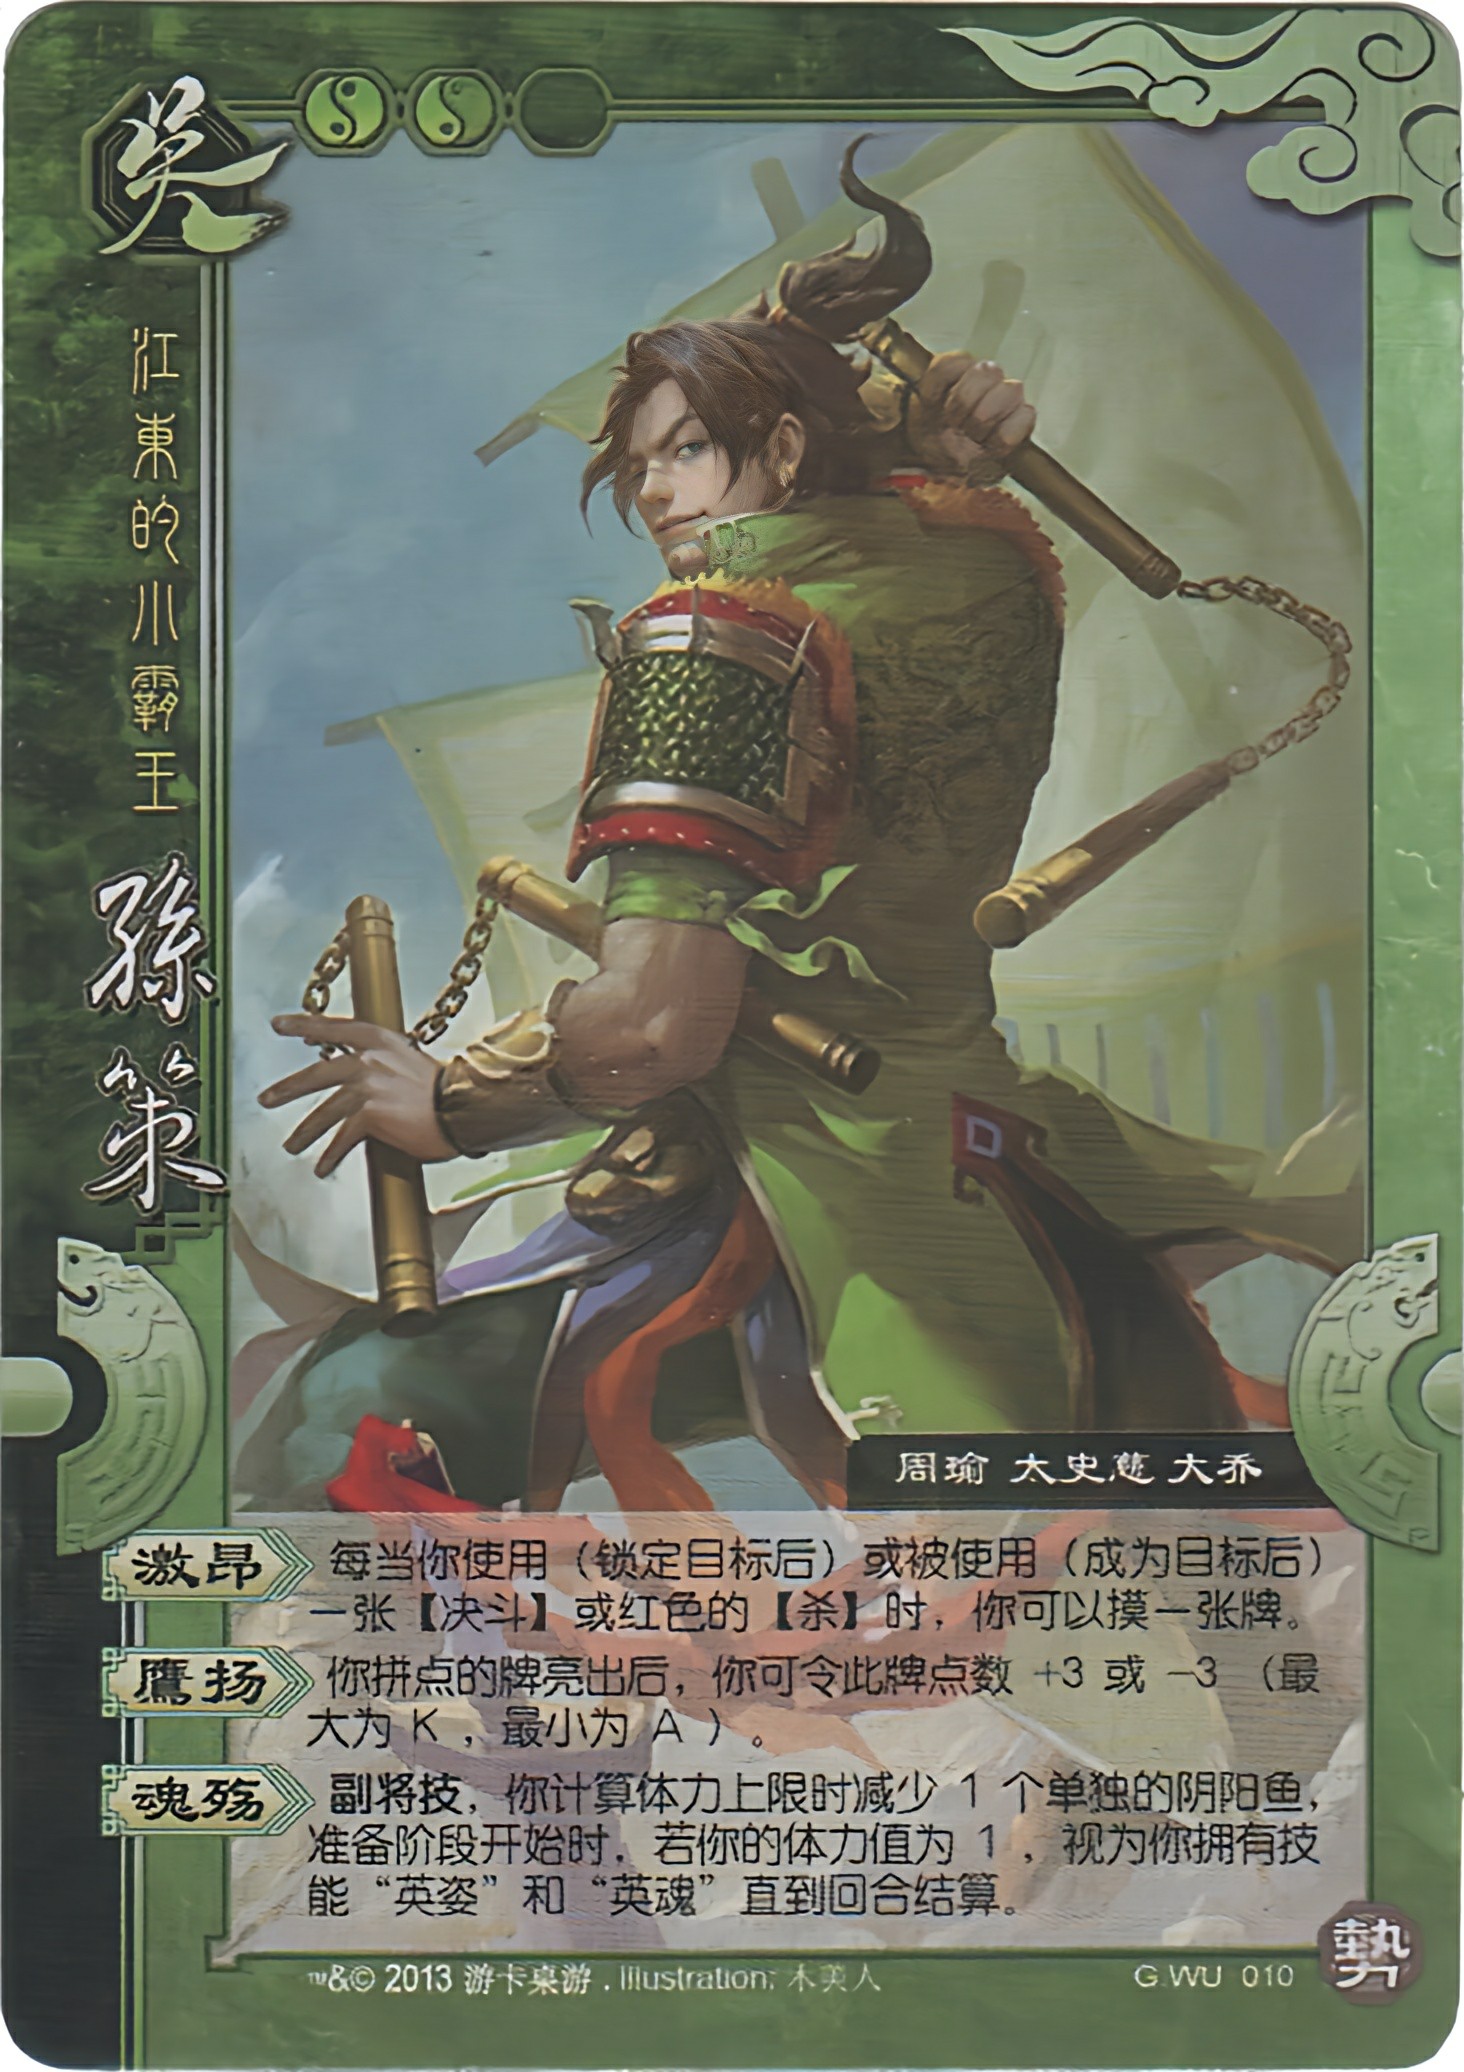 吴
江東的小霸王
孫策
周瑜 太史慈 大乔
激昂
每当你使用（锁定目标后）或被使用（成为目标后）
一张【决斗】或红色的【杀】时，你可以摸一张牌。
鹰扬
你拼点的牌亮出后，你可令此牌点数 +3 或 -3 （最
大为 K ，最小为 A ）。
魂殇
副将技，你计算体力上限时减少 1 个单独的阴阳鱼，
准备阶段开始时，若你的体力值为 1 ，视为你拥有技
能“英姿”和“英魂”直到回合结算。
™&© 2013 游卡桌游 . Illustration: 木美人
G.WU 010
勢